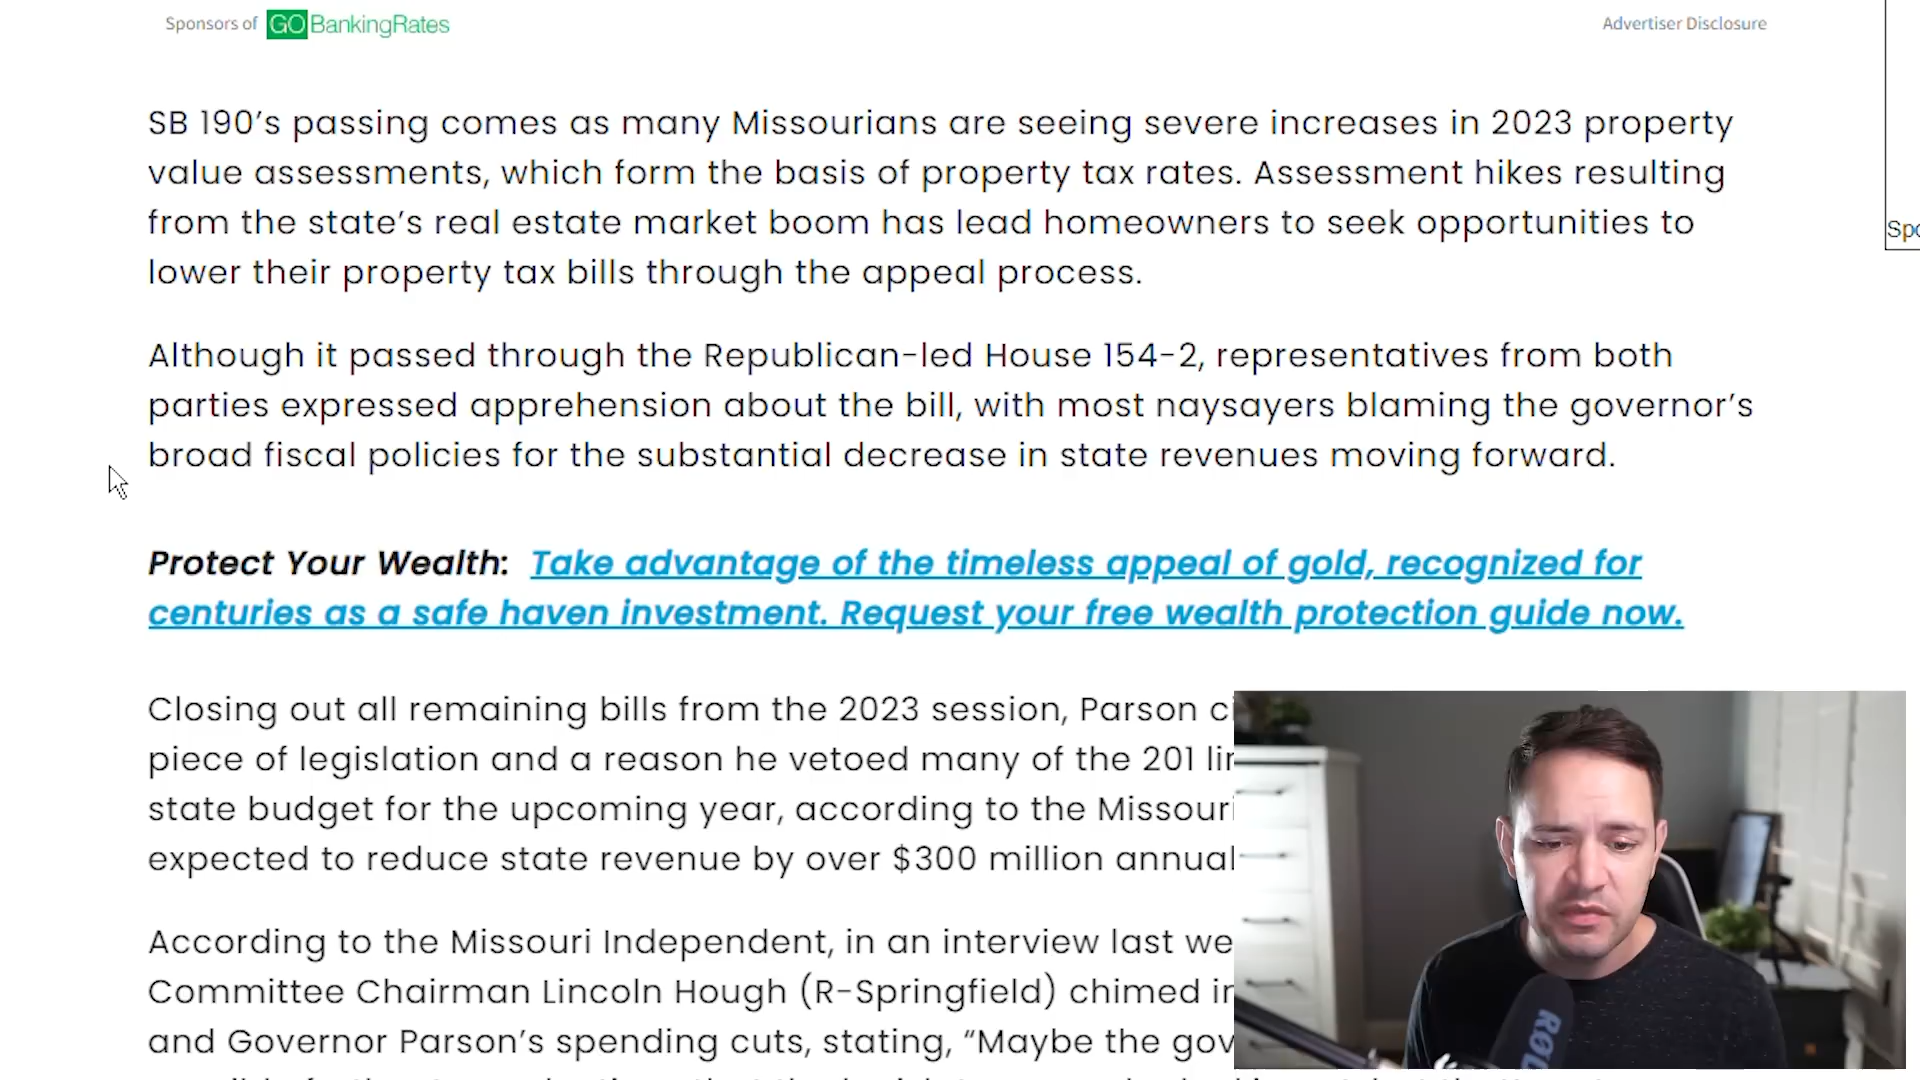 Sponsors of GOBankingRates
Advertiser Disclosure
SB 190’s passing comes as many Missourians are seeing severe increases in 2023 property
value assessments, which form the basis of property tax rates. Assessment hikes resulting
from the state’s real estate market boom has lead homeowners to seek opportunities to
lower their property tax bills through the appeal process.
Although it passed through the Republican-led House 154-2, representatives from both
parties expressed apprehension about the bill, with most naysayers blaming the governor’s
broad fiscal policies for the substantial decrease in state revenues moving forward.
Protect Your Wealth: Take advantage of the timeless appeal of gold, recognized for
centuries as a safe haven investment. Request your free wealth protection guide now.
Closing out all remaining bills from the 2023 session, Parson
piece of legislation and a reason he vetoed many of the 201
state budget for the upcoming year, according to the Missouri
expected to reduce state revenue by over $300 million
According to the Missouri Independent, in an interview last
Committee Chairman Lincoln Hough (R-Springfield) chimed
and Governor Parson’s spending cuts, stating, “Maybe the